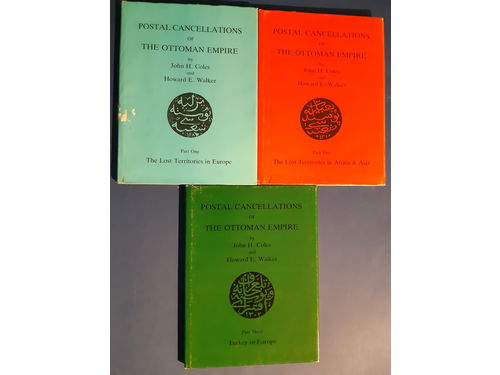 POSTAL CANCELLATIONS
OF
THE OTTOMAN EMPIRE
by
John H. Coles
and
Howard E. Walker
Part One
The Lost Territories in Europe
POSTAL CANCELLATIONS
OF
THE OTTOMAN EMPIRE
by
John H. Coles
and
Howard E. Walker
Part Two
The Lost Territories in Africa & Asia
POSTAL CANCELLATIONS
OF
THE OTTOMAN EMPIRE
by
John H. Coles
and
Howard E. Walker
Part Three
Turkey in Europe